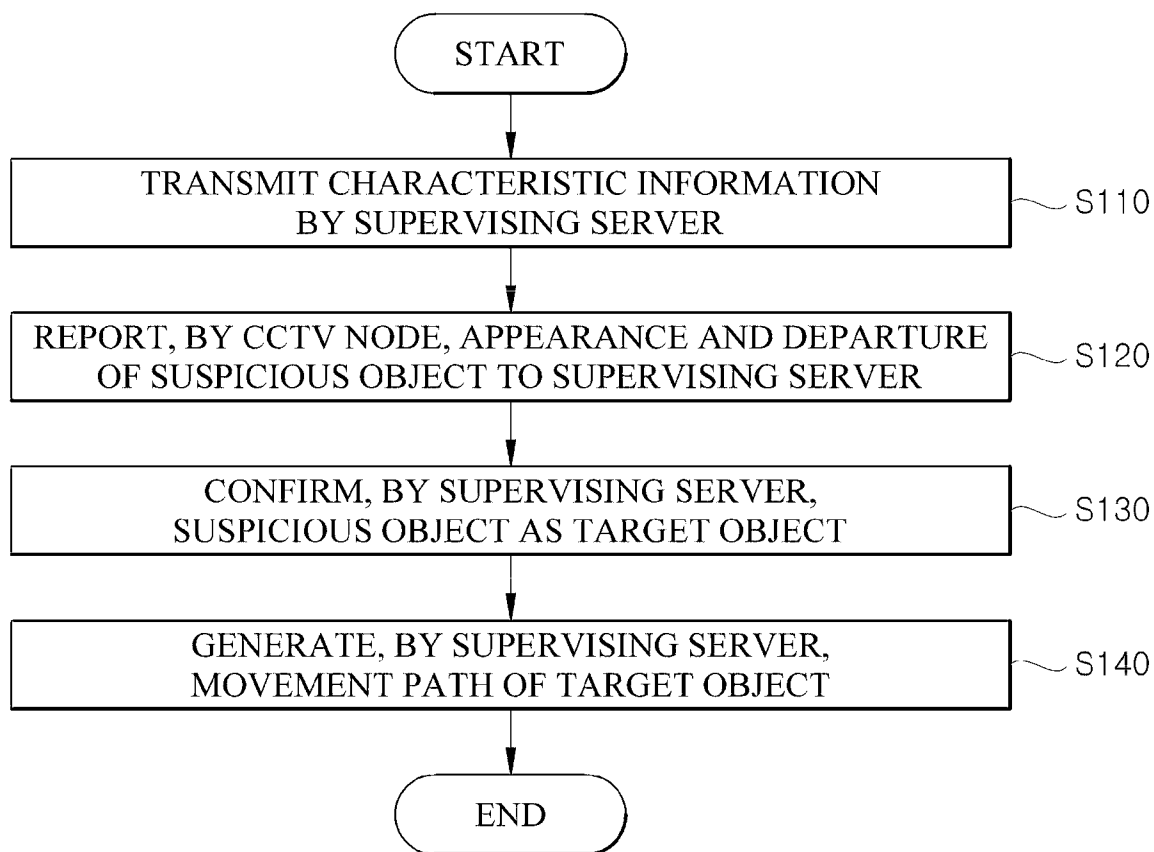 START
TRANSMIT CHARACTERISTIC INFORMATION
BY SUPERVISING SERVER
S110
REPORT, BY CCTV NODE, APPEARANCE AND DEPARTURE
OF SUSPICIOUS OBJECT TO SUPERVISING SERVER
S120
CONFIRM, BY SUPERVISING SERVER,
SUSPICIOUS OBJECT AS TARGET OBJECT
S130
GENERATE, BY SUPERVISING SERVER,
MOVEMENT PATH OF TARGET OBJECT
S140
END